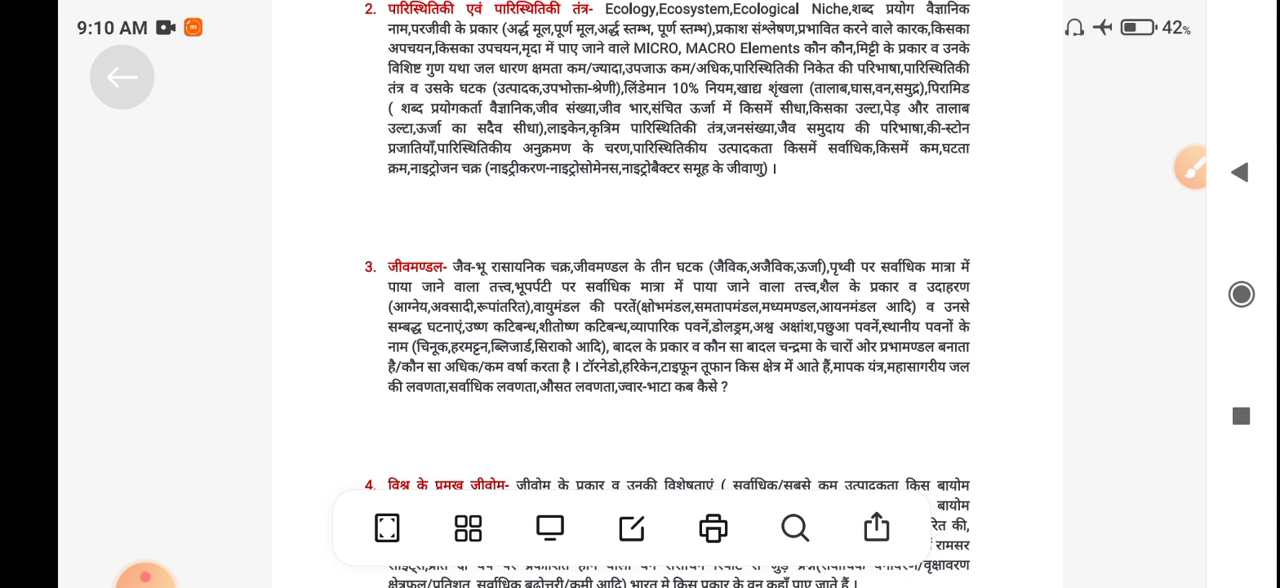 9:10 AM
42%
2. पारिस्थितिकी एवं पारिस्थितिकी तंत्र- Ecology,Ecosystem,Ecological Niche,शब्द प्रयोग वैज्ञानिक
नाम,परजीवी के प्रकार (अर्द्ध मूल,पूर्ण मूल,अर्द्ध स्तम्भ, पूर्ण स्तम्भ),प्रकाश संश्लेषण,प्रभावित करने वाले कारक,किसका
अपचयन,किसका उपचयन,मृदा में पाए जाने वाले MICRO, MACRO Elements कौन कौन,मिट्टी के प्रकार व उनके
विशिष्ट गुण यथा जल धारण क्षमता कम/ज्यादा,उपजाऊ कम/अधिक,पारिस्थितिकी निकेत की परिभाषा,पारिस्थितिकी
तंत्र व उसके घटक (उत्पादक,उपभोक्ता-श्रेणी),लिंडेमान 10% नियम,खाद्य शृंखला (तालाब,घास,वन,समुद्र),पिरामिड
( शब्द प्रयोगकर्ता वैज्ञानिक,जीव संख्या,जीव भार,संचित ऊर्जा में किसमें सीधा,किसका उल्टा,पेड़ और तालाब
उल्टा,ऊर्जा का सदैव सीधा),लाइकेन,कृत्रिम पारिस्थितिकी तंत्र,जनसंख्या,जैव समुदाय की परिभाषा,की-स्टोन
प्रजातियाँ,पारिस्थितिकीय अनुक्रमण के चरण,पारिस्थितिकीय उत्पादकता किसमें सर्वाधिक,किसमें कम,घटता
क्रम,नाइट्रोजन चक्र (नाइट्रीकरण-नाइट्रोसोमेनस,नाइट्रोबैक्टर समूह के जीवाणु) ।
3. जीवमण्डल- जैव-भू रासायनिक चक्र,जीवमण्डल के तीन घटक (जैविक,अजैविक,ऊर्जा),पृथ्वी पर सर्वाधिक मात्रा में
पाया जाने वाला तत्त्व,भूपर्पटी पर सर्वाधिक मात्रा में पाया जाने वाला तत्त्व,शैल के प्रकार व उदाहरण
(आग्नेय,अवसादी,रूपांतरित),वायुमंडल की परतें(क्षोभमंडल,समतापमंडल,मध्यमण्डल,आयनमंडल आदि) व उनसे
सम्बद्ध घटनाएं,उष्ण कटिबन्ध,शीतोष्ण कटिबन्ध,व्यापारिक पवनें,डोलड्रम,अश्व अक्षांश,पछुआ पवनें,स्थानीय पवनों के
नाम (चिनूक,हरमट्टन,ब्लिजार्ड,सिराको आदि), बादल के प्रकार व कौन सा बादल चन्द्रमा के चारों ओर प्रभामण्डल बनाता
है/कौन सा अधिक/कम वर्षा करता है । टॉरनेडो,हरिकेन,टाइफून तूफान किस क्षेत्र में आते हैं,मापक यंत्र,महासागरीय जल
की लवणता,सर्वाधिक लवणता,औसत लवणता,ज्वार-भाटा कब कैसे ?
4. विश्व के प्रमुख जीवोम- जीवोम के प्रकार व उनकी विशेषताएं ( सर्वाधिक/सबसे कम उत्पादकता किस बायोम
बायोम
रित की,
रामसर
क्षेत्रफल/प्रतिशत, सर्वाधिक बढोत्तरी/कमी आदि) भारत मे किस प्रकार के वन कहाँ पाए जाते हैं ।